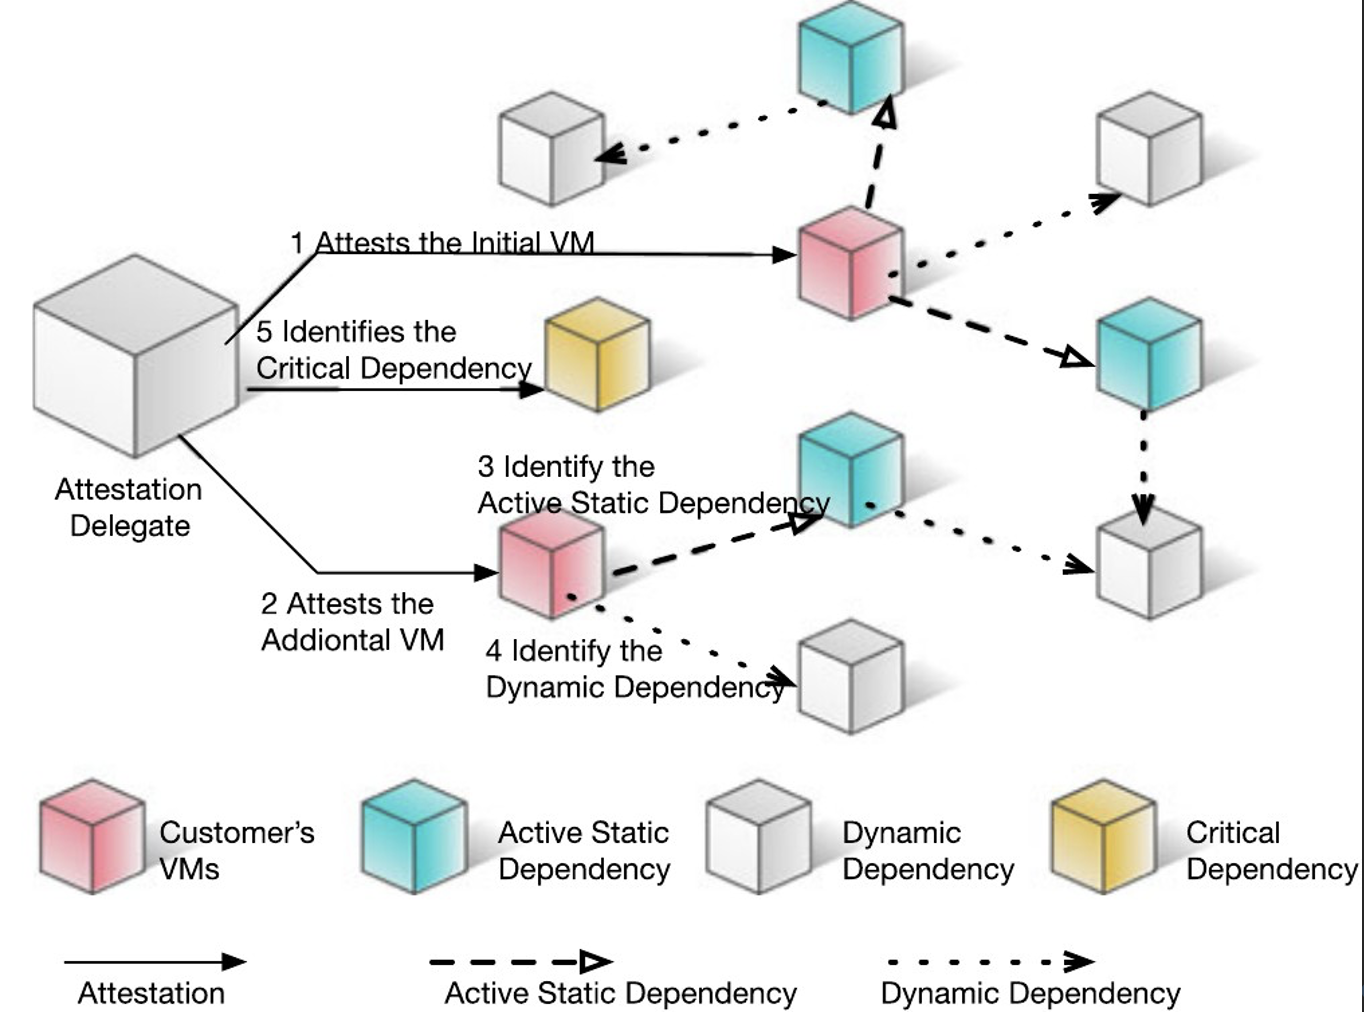 1 Attests the Initial VM
5 Identifies the
Critical Dependency
Attestation
Delegate
3 Identify the
Active Static Dependency
2 Attests the
Addiontal VM
4 Identify the
Dynamic Dependency
Customer's
VMs
Active Static
Dependency
Dynamic
Dependency
Critical
Dependency
Attestation
Active Static Dependency
Dynamic Dependency